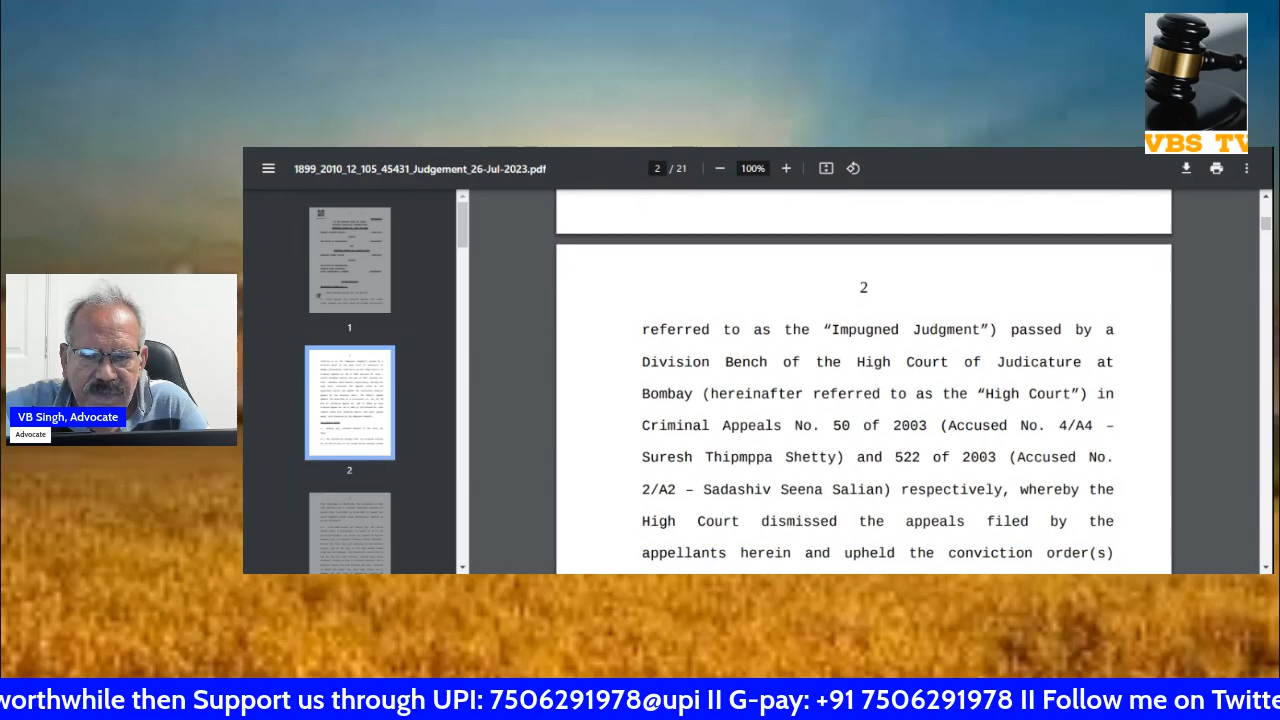 VBS TV
1899_2010_12_105_45431_Judgement_26-Jul-2023.pdf
2 / 21
100%
1
2
2
referred to as the “Impugned Judgment”) passed by a
Division Bench of the High Court of Judicature at
Bombay (hereinafter referred to as the “High Court”) in
Criminal Appeals No. 50 of 2003 (Accused No. 4/A4 –
Suresh Thipmppa Shetty) and 522 of 2003 (Accused No.
2/A2 – Sadashiv Seena Salian) respectively, whereby the
High Court dismissed the appeals filed by the
appellants herein and upheld the conviction order(s)
VB Singh, Advocate
Advocate
worthwhile then Support us through UPI: 7506291978@upi II G-pay: +91 7506291978 II Follow me on Twitte